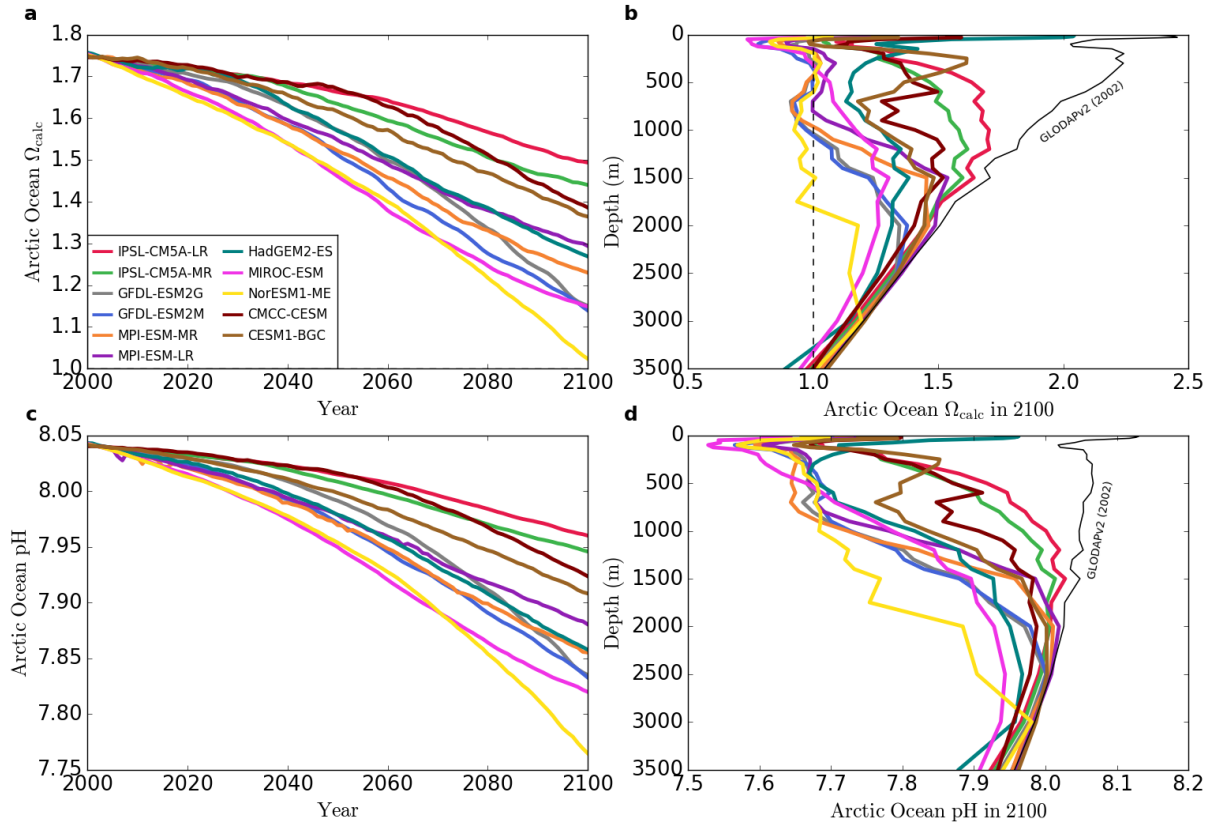 a
1.8
1.7
1.6
1.5
1.4
1.3
1.2
1.1
1.0
Arctic Ocean Ωcalc
IPSL-CM5A-LR
IPSL-CM5A-MR
GFDL-ESM2G
GFDL-ESM2M
MPI-ESM-MR
MPI-ESM-LR
HadGEM2-ES
MIROC-ESM
NorESM1-ME
CMCC-CESM
CESM1-BGC
2000 2020 2040 2060 2080 2100
Year
b
0
500
1000
1500
2000
2500
3000
3500
Depth (m)
GLODAPv2 (2002)
0.5 1.0 1.5 2.0 2.5
Arctic Ocean Ωcalc in 2100
c
8.05
8.00
7.95
7.90
7.85
7.80
7.75
Arctic Ocean pH
2000 2020 2040 2060 2080 2100
Year
d
0
500
1000
1500
2000
2500
3000
3500
Depth (m)
GLODAPv2 (2002)
7.5 7.6 7.7 7.8 7.9 8.0 8.1 8.2
Arctic Ocean pH in 2100